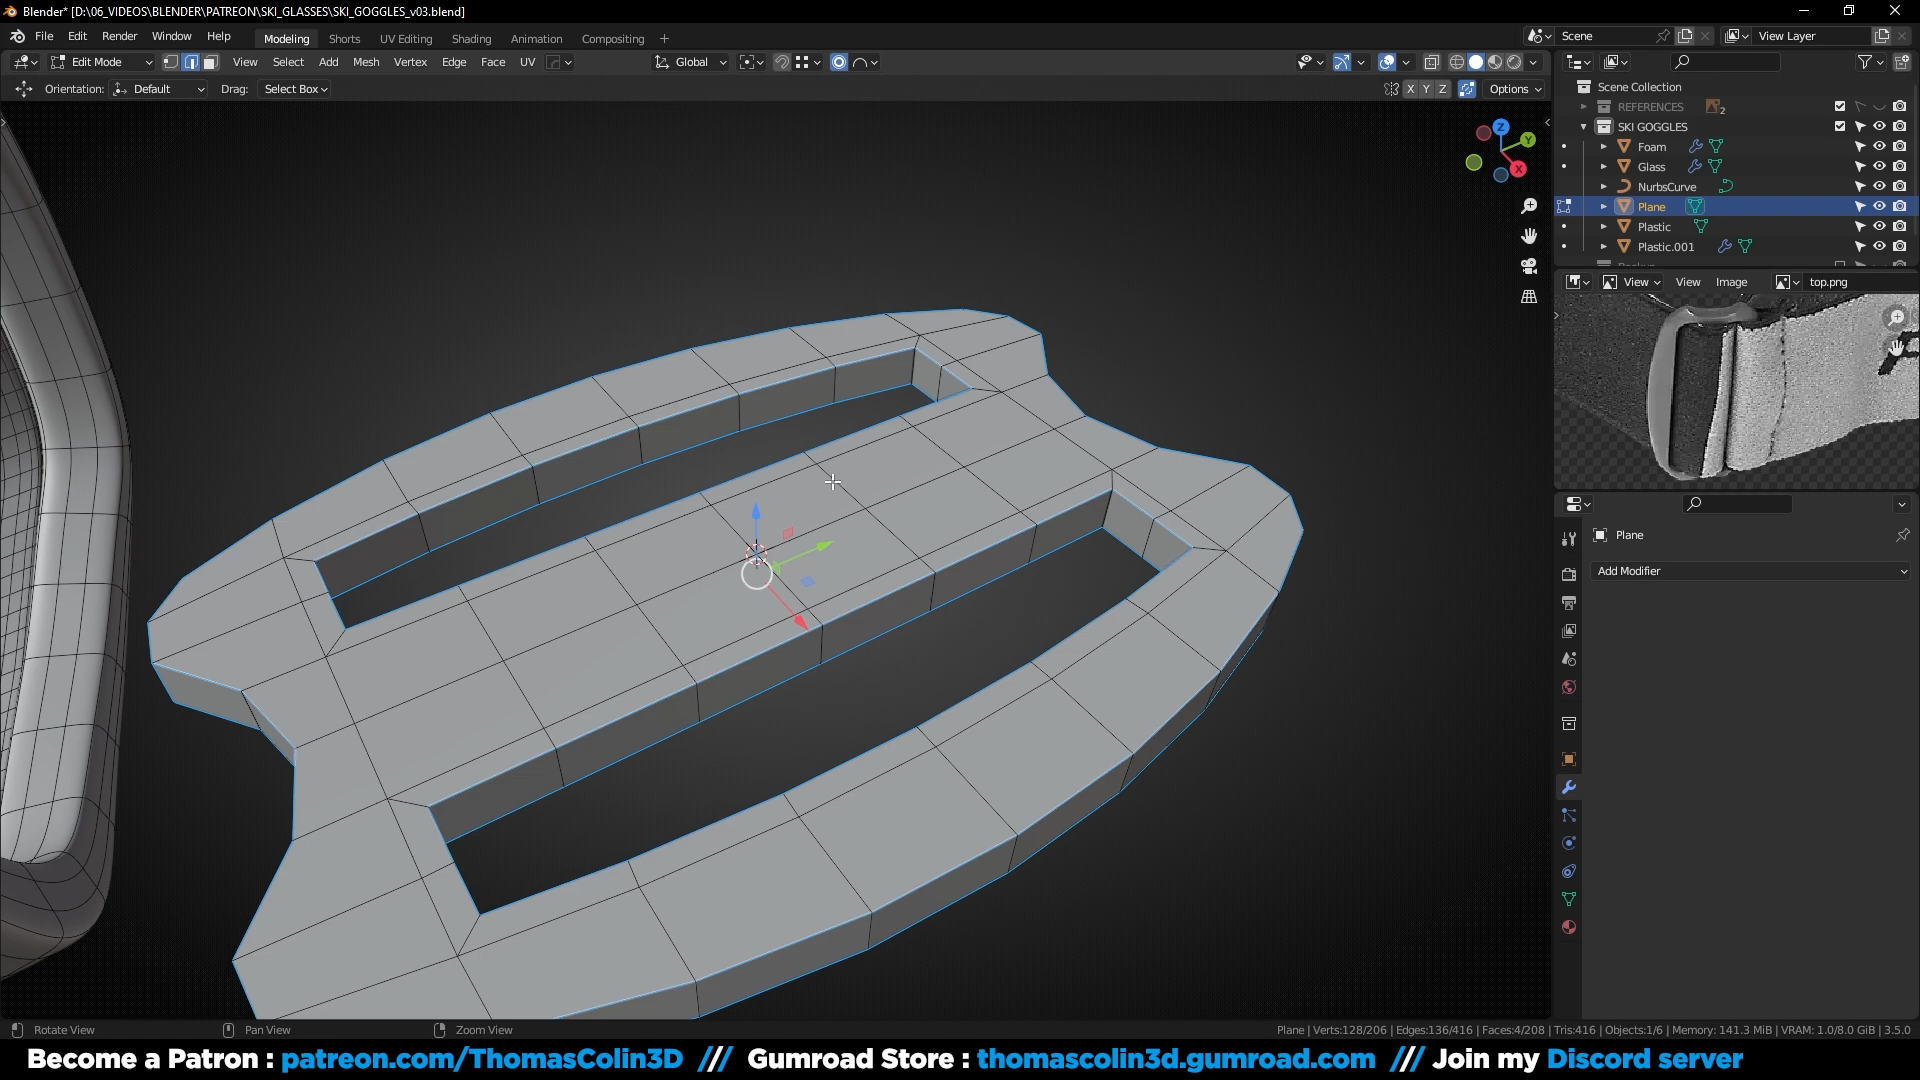 Blender* [D:\06_VIDEOS\BLENDER\PATREON\SKI_GLASSES\SKI_GOGGLES_v03.blend]
File Edit Render Window Help Modeling Shorts UV Editing Shading Animation Compositing + Scene View Layer
Edit Mode View Select Add Mesh Vertex Edge Face UV Global
Orientation: Default Drag: Select Box X Y Z Options
Scene Collection
REFERENCES 2
SKI GOGGLES
Foam
Glass
NurbsCurve
Plane
Plastic
Plastic.001
Z
Y
X
View View Image top.png
Plane
Add Modifier
Rotate View Pan View Zoom View Plane | Verts:128/206 | Edges:136/416 | Faces:4/208 | Tris:416 | Objects:1/6 | Memory: 141.3 MiB | VRAM: 1.0/8.0 GiB | 3.5.0
Become a Patron : patreon.com/ThomasColin3D /// Gumroad Store : thomascolin3d.gumroad.com /// Join my Discord server